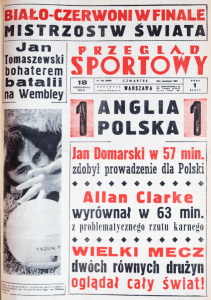 BIAŁO-CZERWONI W FINALE
MISTRZOSTW ŚWIATA
Jan
Tomaszewski
bohaterem
batalii
na Wembley
PRZEGLĄD
SPORTOWY
18
CZWARTEK
WARSZAWA
1
1 ANGLIA 1
POLSKA
Jan Domarski w 57 min.
zdobył prowadzenie dla Polski
Allan Clarke
wyrównał w 63 min.
z problematycznego rzutu karnego
WIELKI MECZ
dwóch równych drużyn
oglądał cały świat!